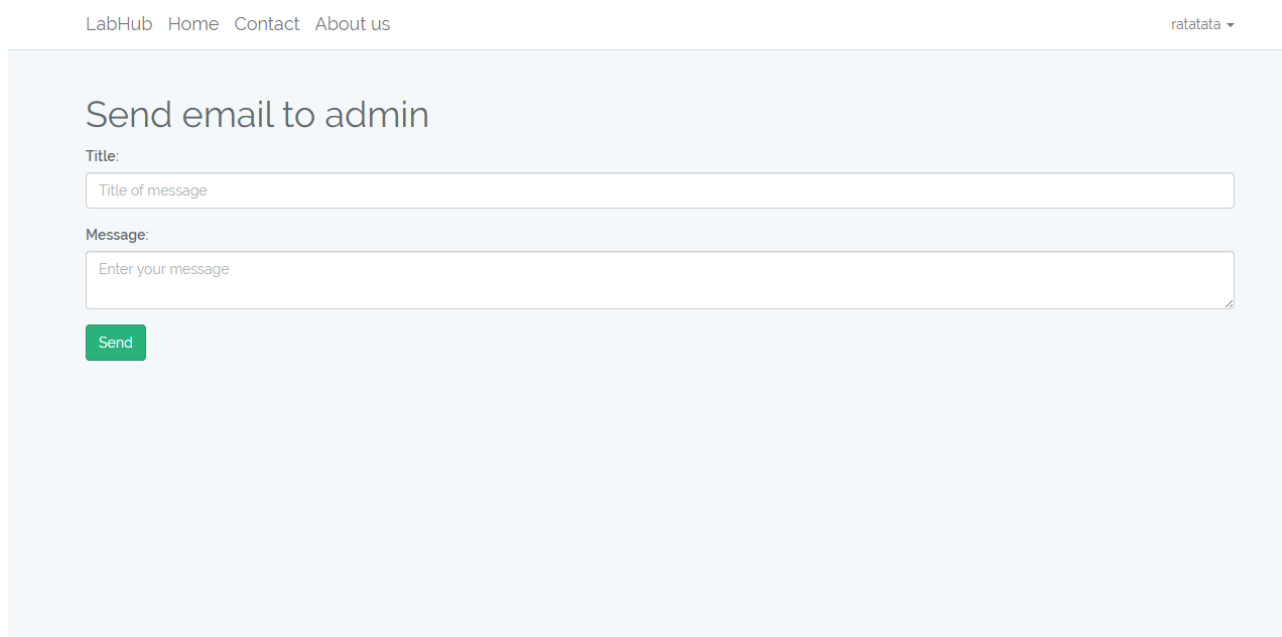 LabHub Home Contact About us ratatata
Send email to admin
Title:
Title of message
Message:
Enter your message
Send